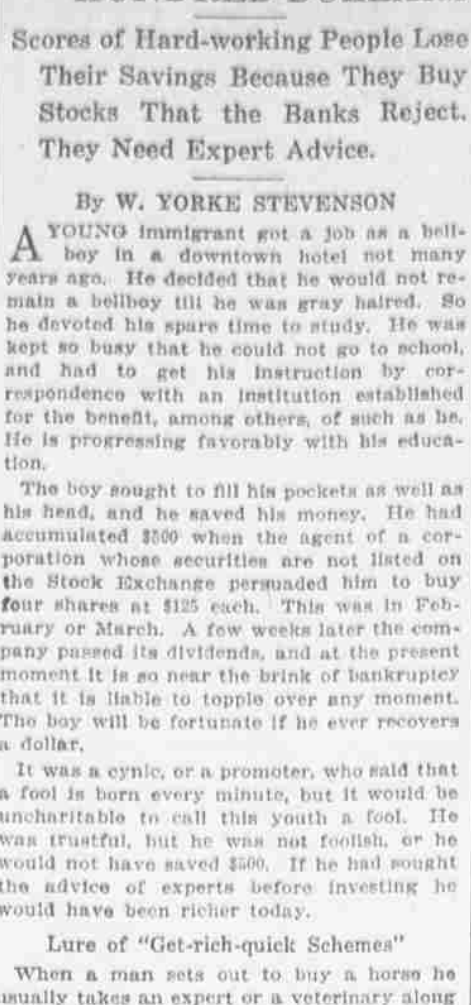 Scores of Hard-working People Lose
Their Savings Because They Buy
Stocks That the Banks Reject.
They Need Expert Advice.
By W. YORKE STEVENSON
A YOUNG immigrant got a job as a bell-
boy in a downtown hotel not many
years ago. He decided that he would not re-
main a bellboy till he was gray haired. So
he devoted his spare time to study. He was
kept so busy that he could not go to school,
and had to get his instruction by cor-
respondence with an institution established
for the benefit, among others, of such as he.
He is progressing favorably with his educa-
tion.
The boy sought to fill his pockets as well as
his head, and he saved his money. He had
accumulated $500 when the agent of a cor-
poration whose securities are not listed on
the Stock Exchange persuaded him to buy
four shares at $125 each. This was in Feb-
ruary or March. A few weeks later the com-
pany passed its dividends, and at the present
moment it is so near the brink of bankruptcy
that it is liable to topple over any moment.
The boy will be fortunate if he ever recovers
a dollar.
It was a cynic, or a promoter, who said that
a fool is born every minute, but it would be
uncharitable to call this youth a fool. He
was trustful, but he was not foolish, or he
would not have saved $500. If he had sought
the advice of experts before investing he
would have been richer today.
Lure of "Get-rich-quick Schemes"
When a man sets out to buy a horse he
usually takes an expert or a veterinary along